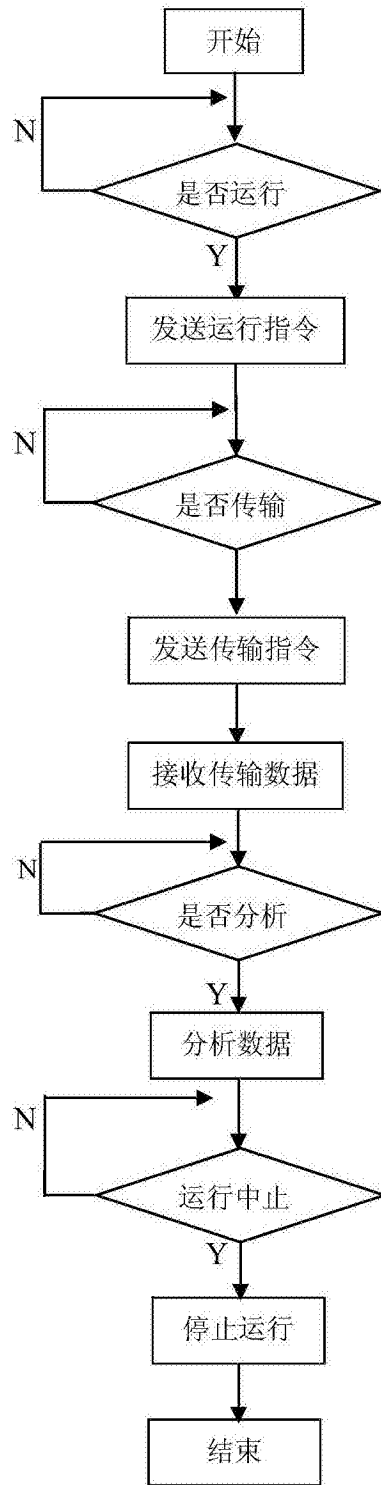 开始
N
是否运行
Y
发送运行指令
N
是否传输
发送传输指令
接收传输数据
N
是否分析
Y
分析数据
N
运行中止
Y
停止运行
结束